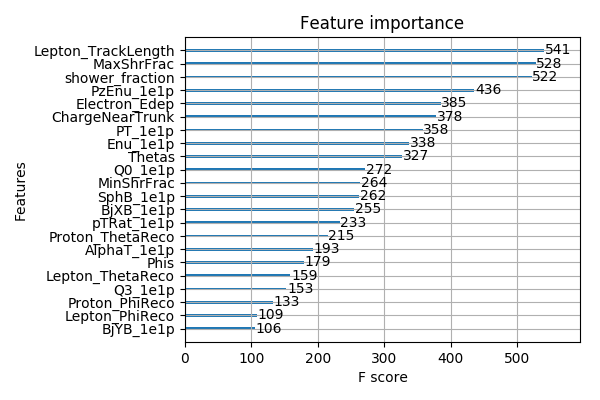 Feature importance
Features
Lepton_TrackLength 541
MaxShrFrac 528
shower_fraction 522
PzEnu_1e1p 436
Electron_Edep 385
ChargeNearTrunk 378
PT_1e1p 358
Enu_1e1p 338
Thetas 327
Q0_1e1p 272
MinShrFrac 264
SphB_1e1p 262
BjXB_1e1p 255
pTRat_1e1p 233
Proton_ThetaReco 215
AlphaT_1e1p 193
Phis 179
Lepton_ThetaReco 159
Q3_1e1p 153
Proton_PhiReco 133
Lepton_PhiReco 109
BjYB_1e1p 106
0 100 200 300 400 500
F score